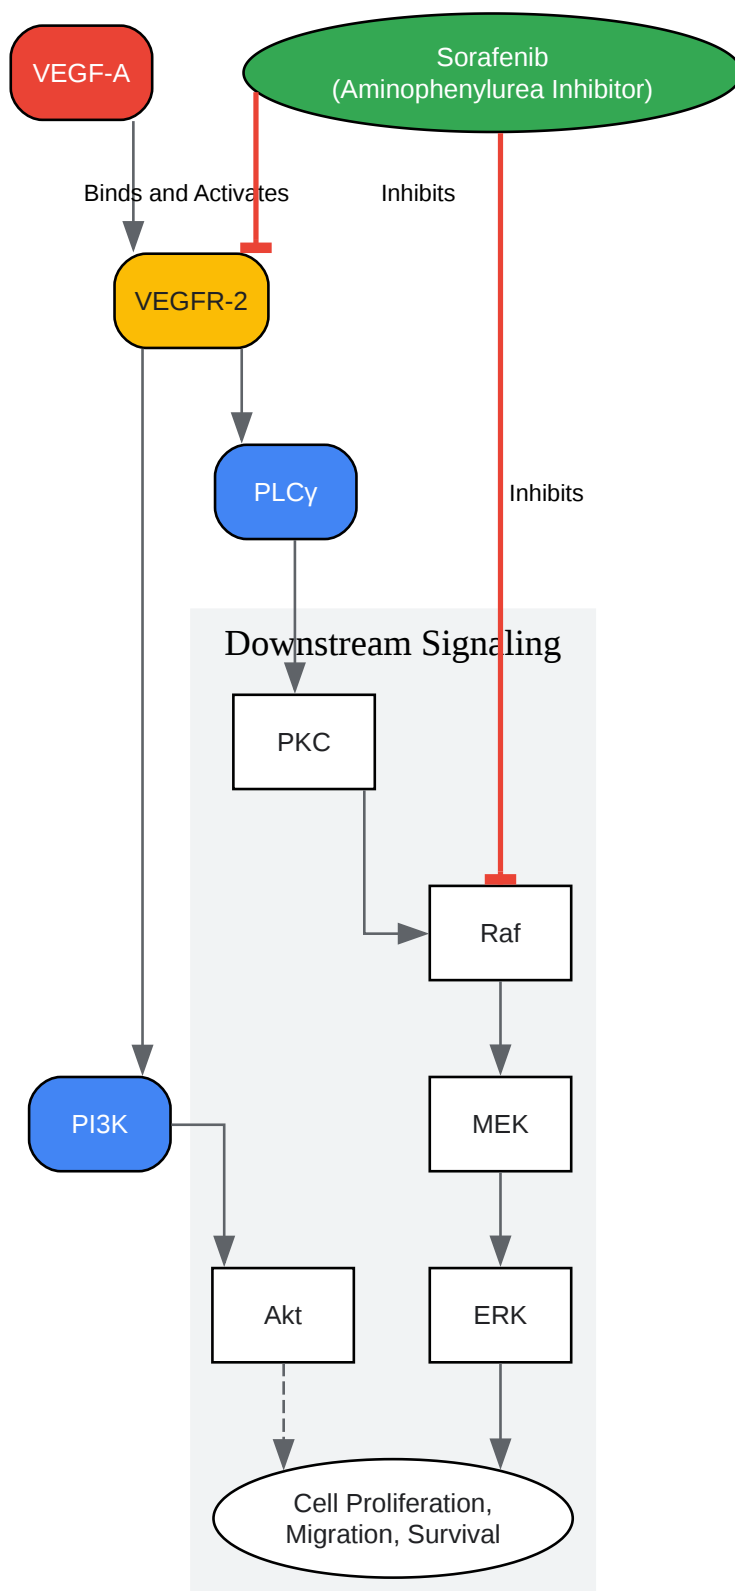 VEGF-A
Sorafenib
(Aminophenylurea Inhibitor)
Binds and Activates
Inhibits
VEGFR-2
PLCγ
Inhibits
Downstream Signaling
PKC
Raf
PI3K
MEK
Akt
ERK
Cell Proliferation,
Migration, Survival